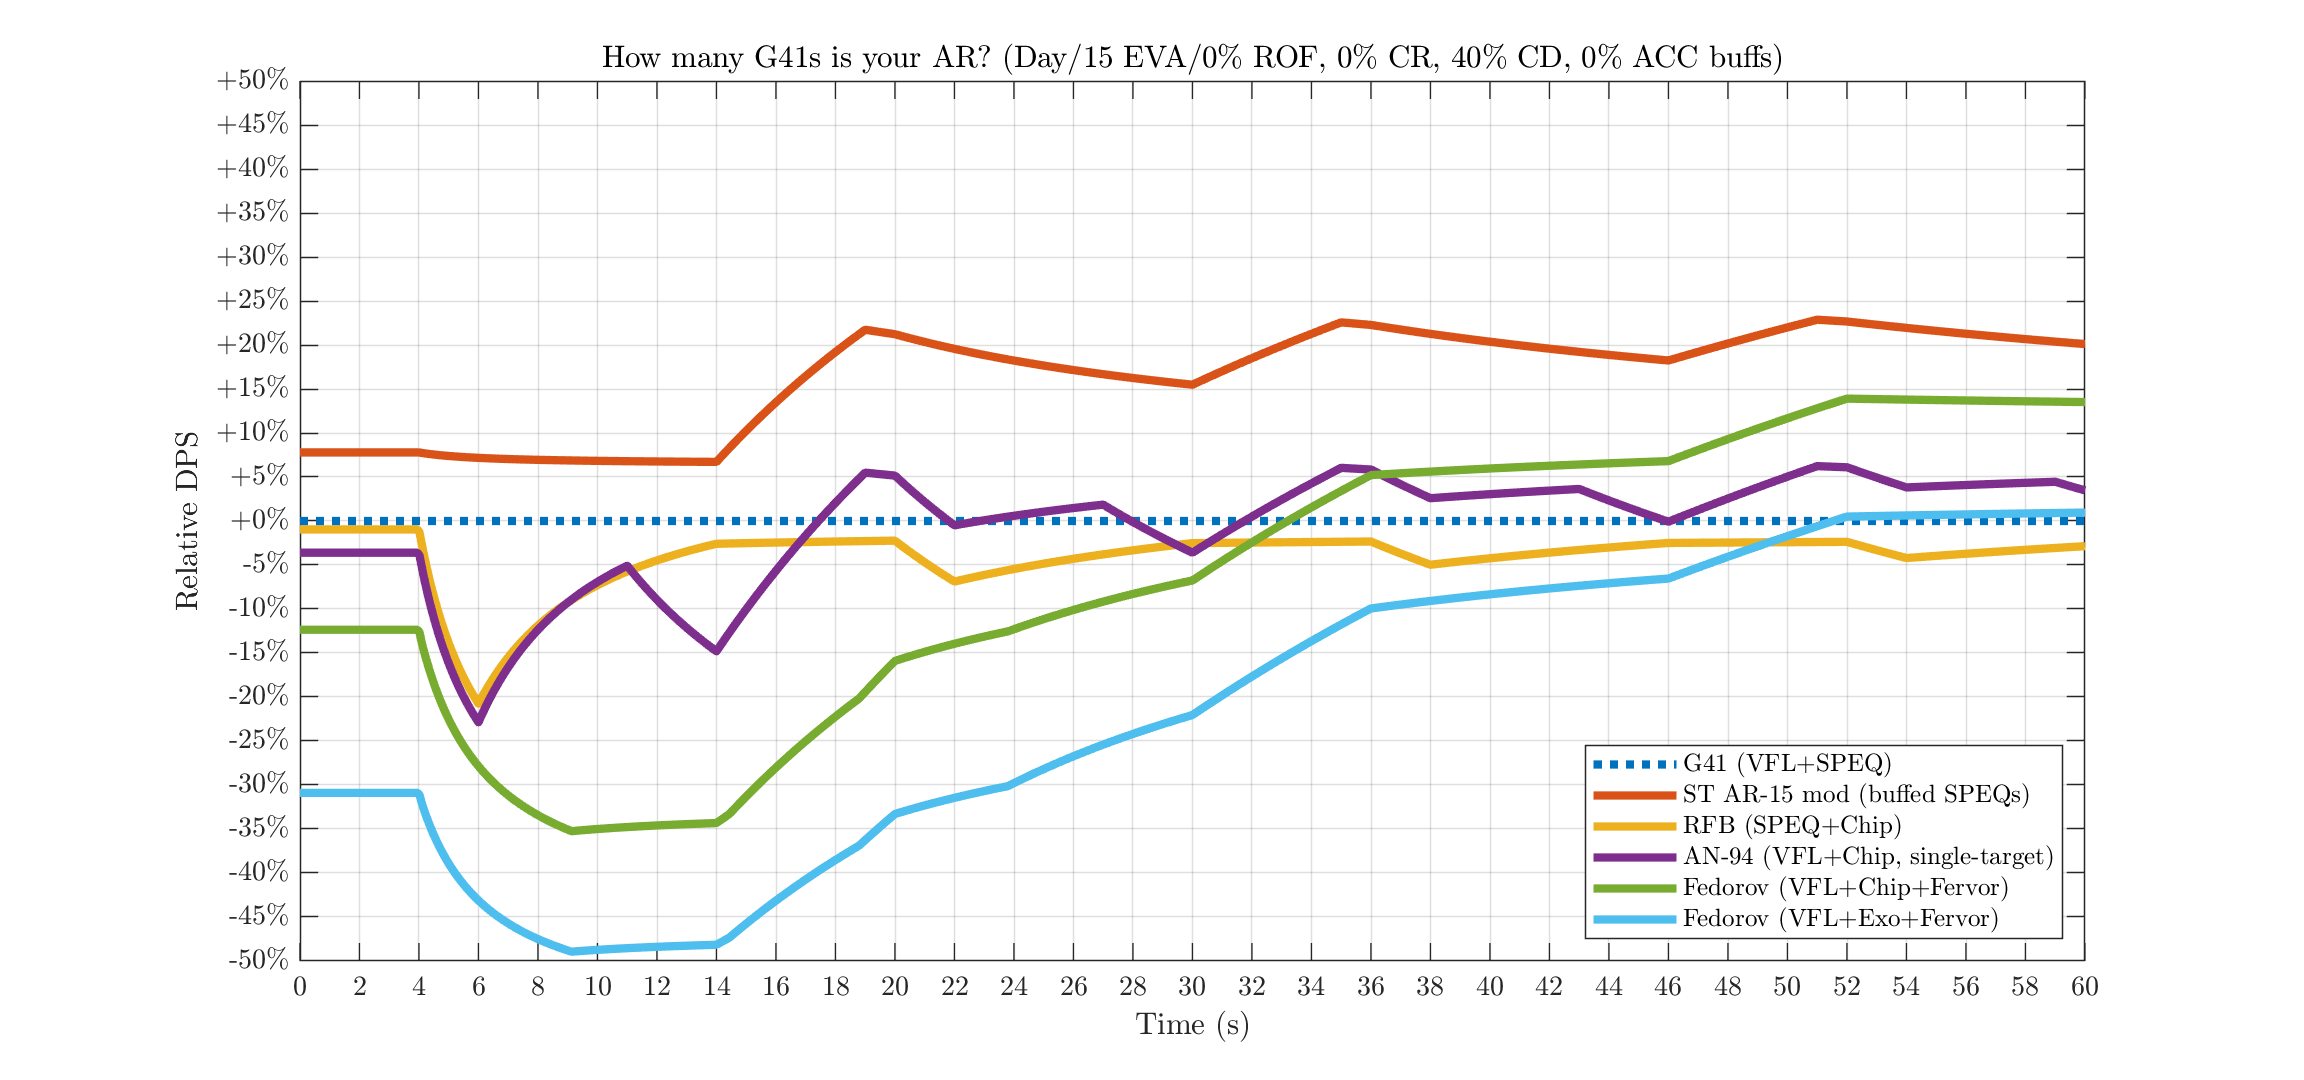 How many G41s is your AR? (Day/15 EVA/0% ROF, 0% CR, 40% CD, 0% ACC buffs)
+50%
+45%
+40%
+35%
+30%
+25%
+20%
+15%
+10%
+5%
+0%
-5%
-10%
-15%
-20%
-25%
-30%
-35%
-40%
-45%
-50%
Relative DPS
G41 (VFL+SPEQ)
ST AR-15 mod (buffed SPEQs)
RFB (SPEQ+Chip)
AN-94 (VFL+Chip, single-target)
Fedorov (VFL+Chip+Fervor)
Fedorov (VFL+Exo+Fervor)
0 2 4 6 8 10 12 14 16 18 20 22 24 26 28 30 32 34 36 38 40 42 44 46 48 50 52 54 56 58 60
Time (s)